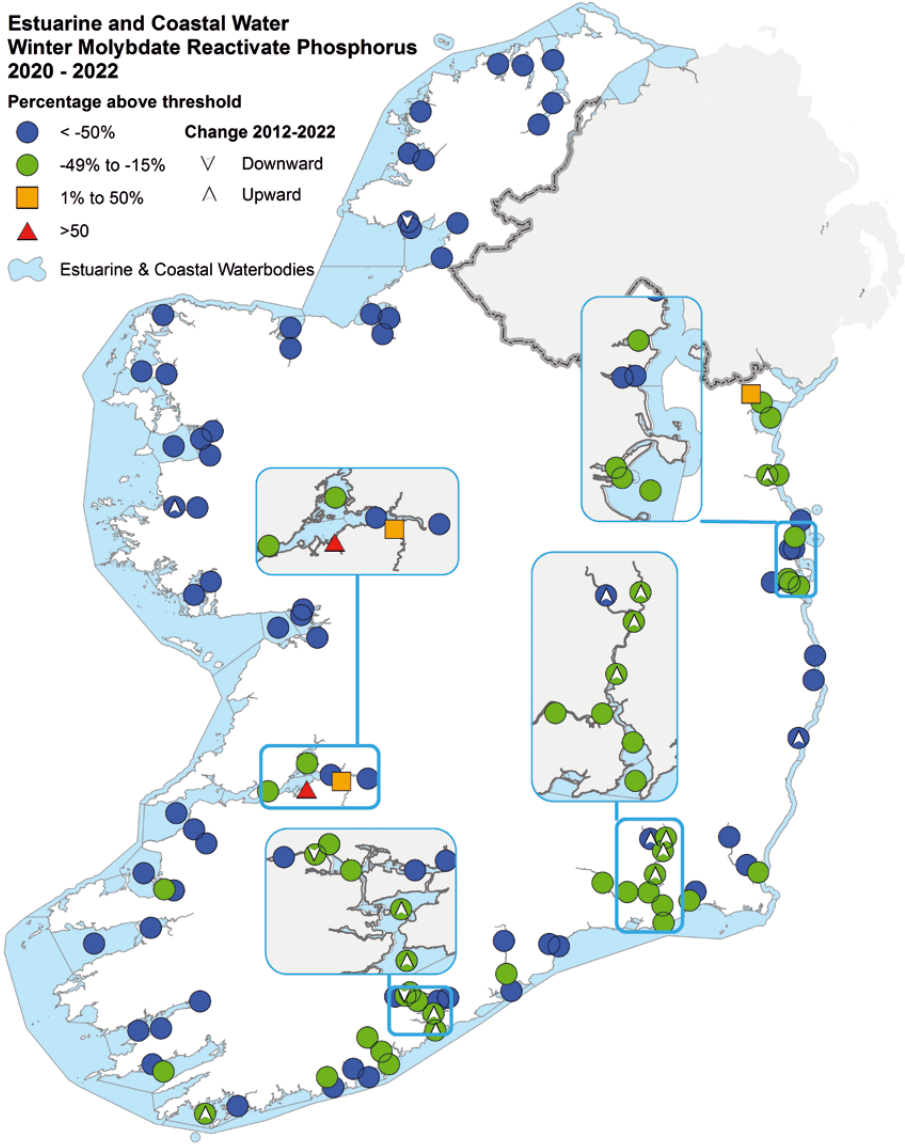 Estuarine and Coastal Water
Winter Molybdate Reactivate Phosphorus
2020 - 2022
Percentage above threshold
< -50%
-49% to -15%
1% to 50%
>50
Change 2012-2022
Downward
Upward
Estuarine & Coastal Waterbodies